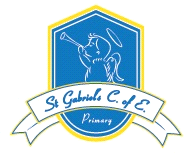 St Gabriels C. of E.
Primary